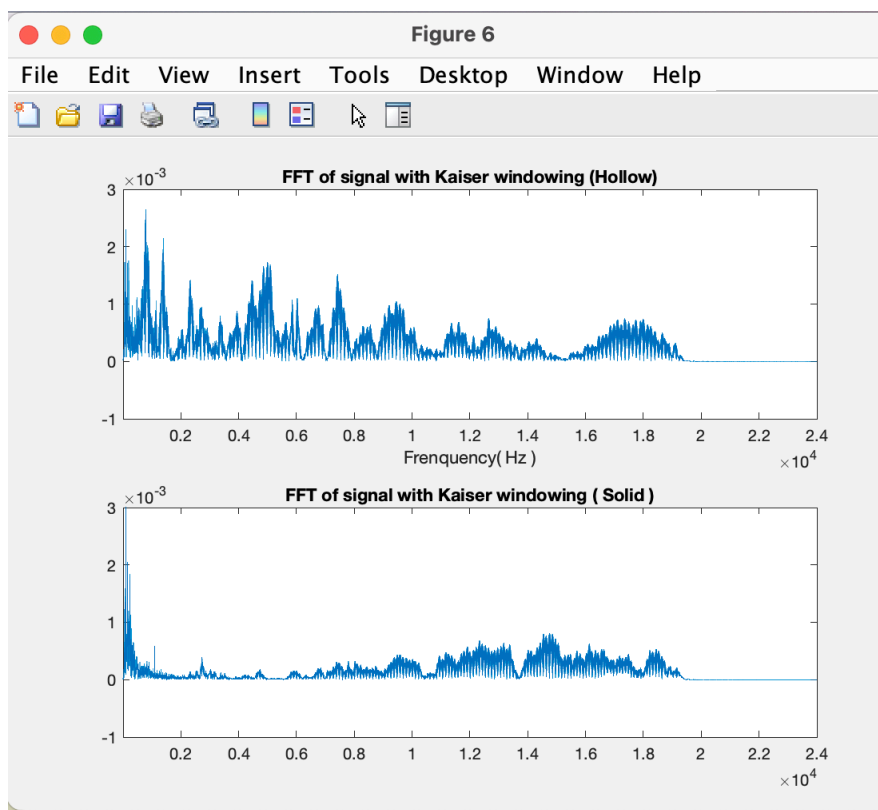 Figure 6
File Edit View Insert Tools Desktop Window Help
×10-3
FFT of signal with Kaiser windowing (Hollow)
3
2
1
0
-1
0.2 0.4 0.6 0.8 1 1.2 1.4 1.6 1.8 2 2.2 2.4
Frenquency( Hz )
×104
×10-3
FFT of signal with Kaiser windowing ( Solid )
3
2
1
0
-1
0.2 0.4 0.6 0.8 1 1.2 1.4 1.6 1.8 2 2.2 2.4
×104